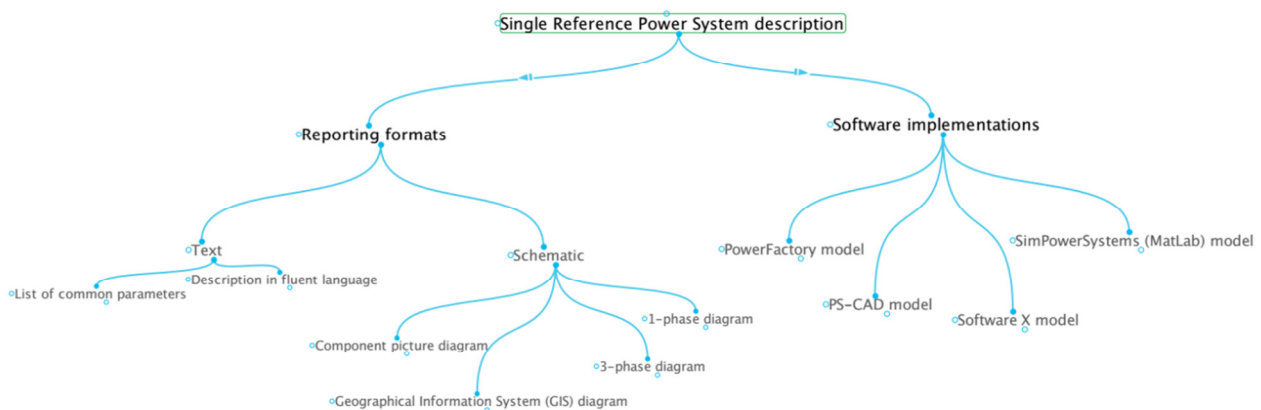 Single Reference Power System description
Reporting formats
Software implementations
Text
Schematic
PowerFactory model
SimPowerSystems (MatLab) model
List of common parameters
Description in fluent language
PS-CAD model
Software X model
1-phase diagram
Component picture diagram
3-phase diagram
Geographical Information System (GIS) diagram